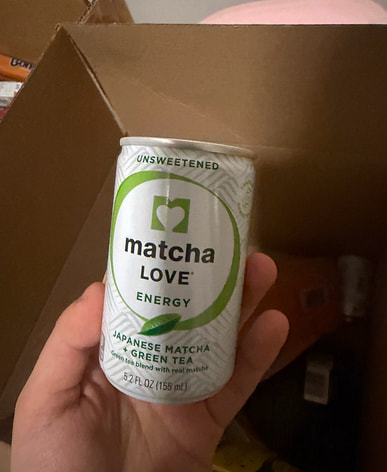 UNSWEETENED
matcha
LOVE®
ENERGY
JAPANESE MATCHA
+ GREEN TEA
Green tea blend with real matcha
5.2 FL OZ (155 mL)